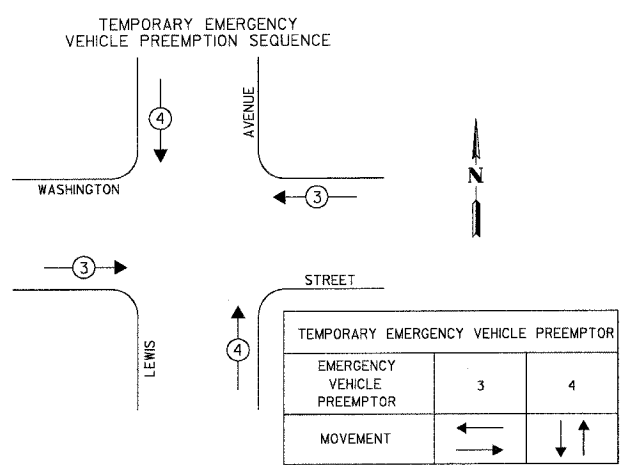 TEMPORARY EMERGENCY
VEHICLE PREEMPTION SEQUENCE
4
AVENUE
N
WASHINGTON
3
3
STREET
LEWIS
4
TEMPORARY EMERGENCY VEHICLE PREEMPTOR
EMERGENCY
VEHICLE
PREEMPTOR
3
4
MOVEMENT